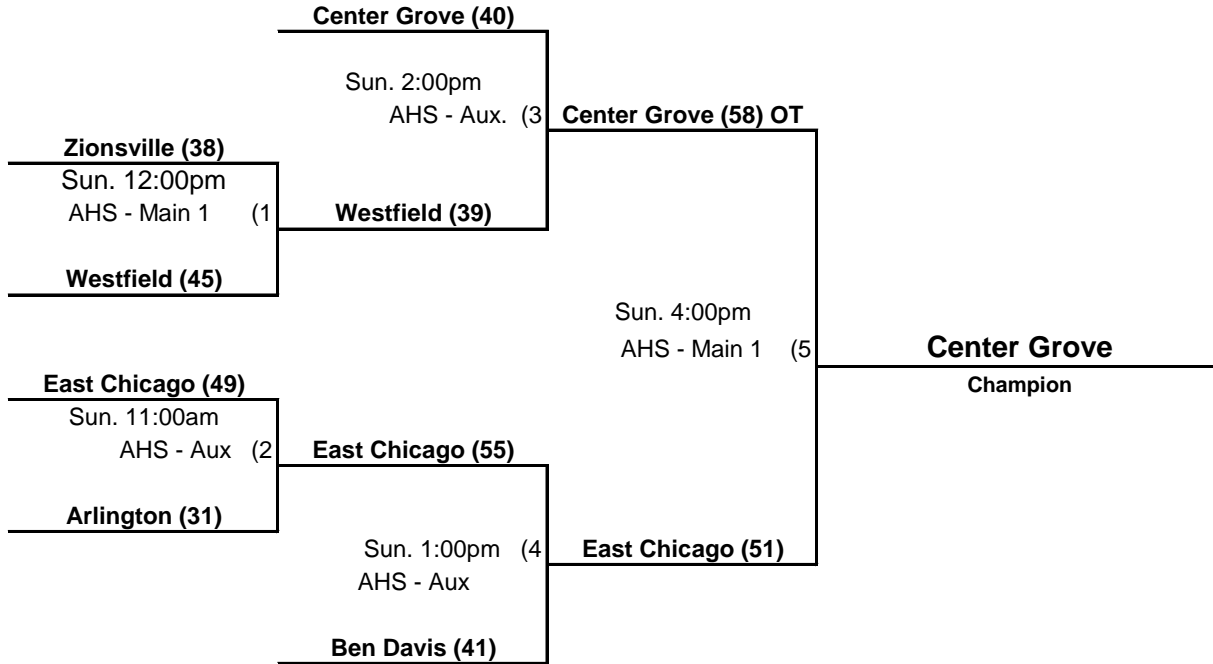 Center Grove (40)
Sun. 2:00pm
AHS - Aux. (3
Center Grove (58) OT
Zionsville (38)
Sun. 12:00pm
AHS - Main 1 (1
Westfield (39)
Westfield (45)
Sun. 4:00pm
AHS - Main 1 (5
Center Grove
Champion
East Chicago (49)
Sun. 11:00am
AHS - Aux (2
East Chicago (55)
Arlington (31)
Sun. 1:00pm (4
AHS - Aux
East Chicago (51)
Ben Davis (41)